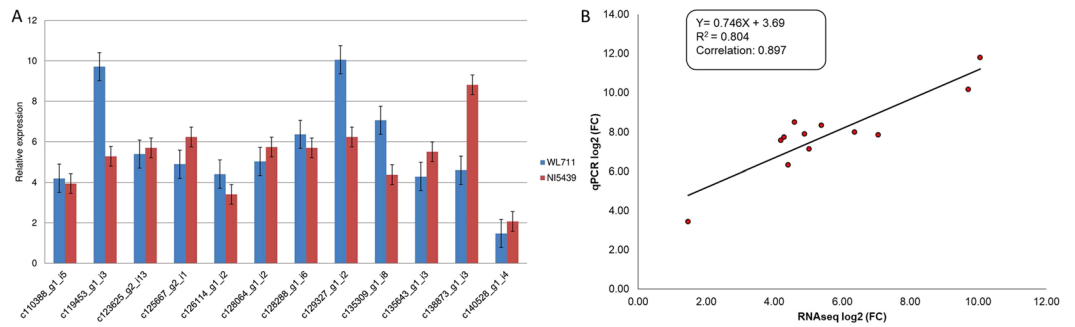 A
12
10
8
6
4
2
0
Relative expression
c110388_g1_i5
c119453_g1_i3
c123625_g2_i13
c125667_g2_i1
c126114_g1_i2
c128064_g1_i2
c128288_g1_i6
c129327_g1_i2
c135309_g1_i8
c135643_g1_i3
c138873_g1_i3
c140528_g1_i4
WL711
NI5439
B
Y= 0.746X + 3.69
R² = 0.804
Correlation: 0.897
14.00
12.00
10.00
8.00
6.00
4.00
2.00
0.00
qPCR log2 (FC)
0.00 2.00 4.00 6.00 8.00 10.00 12.00
RNAseq log2 (FC)